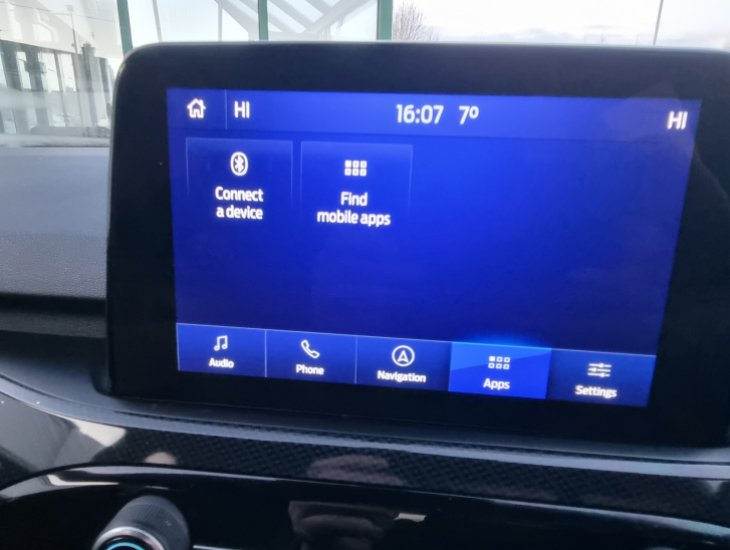 HI 16:07 7º HI
Connect
a device
Find
mobile apps
Audio Phone Navigation Apps Settings